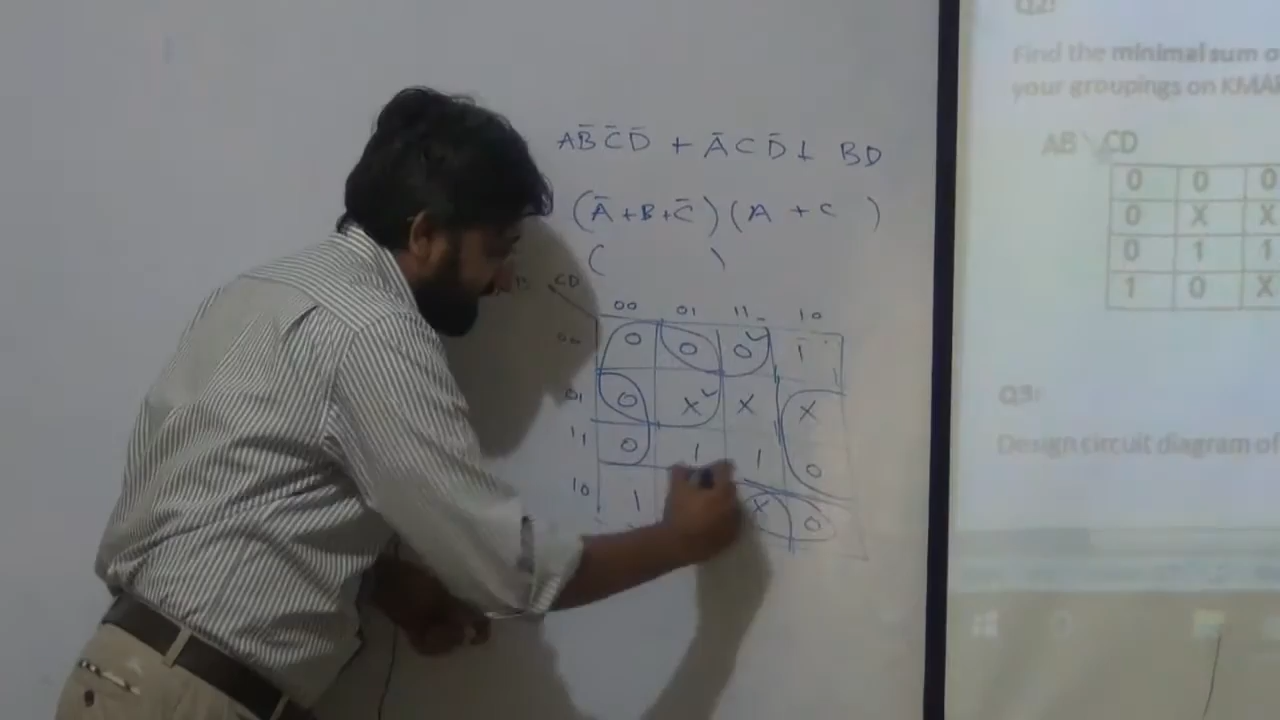 AB̅C̅D̅ + A̅CD̅ + BD
(A̅+B+C̅)(A + C )
( )
CD
00 01 11 10
00 0 0 0 1
01 0 X X X
11 0 1 1 0
10 1 X 0
Q2:
Find the minimal sum o
your groupings on KMA
AB \ CD
0 0 0
0 X X
0 1 1
1 0 X
Q3:
Design circuit diagram of